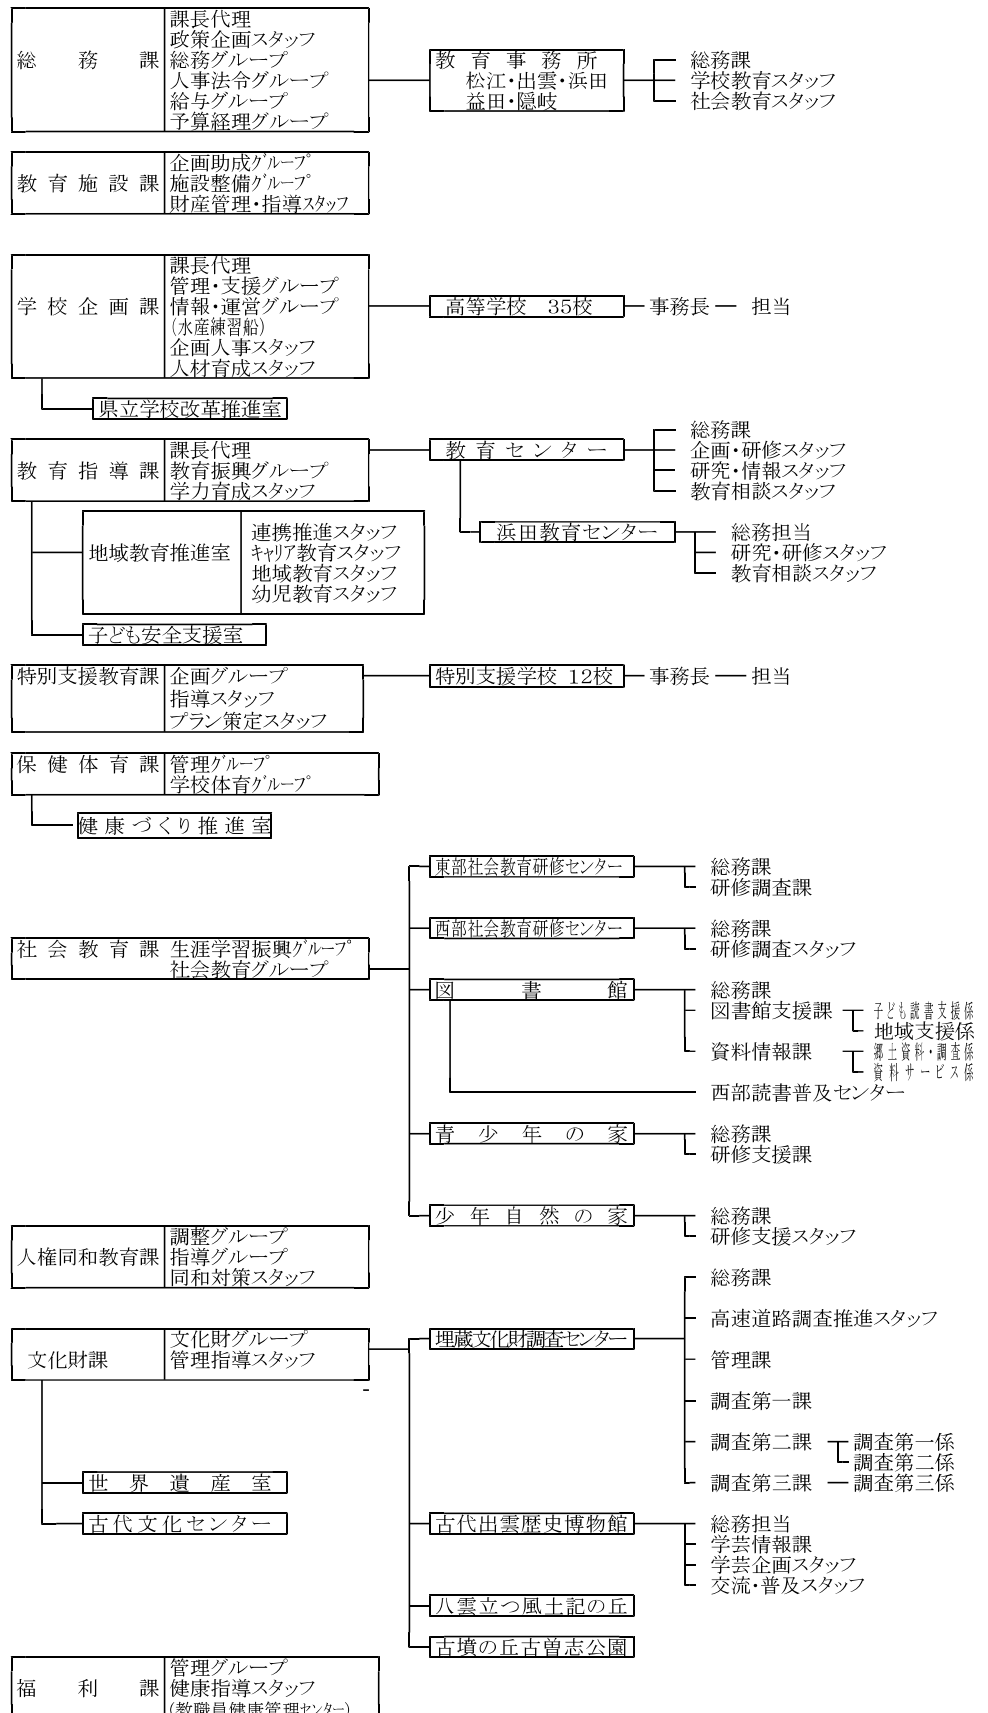 課長代理
政策企画スタッフ
総務課 総務グループ
人事法令グループ
給与グループ
予算経理グループ
教育事務所
松江・出雲・浜田
益田・隠岐
総務課
学校教育スタッフ
社会教育スタッフ
企画助成グループ
教育施設課 施設整備グループ
財産管理・指導スタッフ
課長代理
管理・支援グループ
学校企画課 情報・運営グループ
(水産練習船)
企画人事スタッフ
人材育成スタッフ
高等学校 35校 事務長 担当
県立学校改革推進室
課長代理
教育指導課 教育振興グループ
学力育成スタッフ
教育センター
総務課
企画・研修スタッフ
研究・情報スタッフ
教育相談スタッフ
浜田教育センター
総務担当
研究・研修スタッフ
教育相談スタッフ
連携推進スタッフ
地域教育推進室 キャリア教育スタッフ
地域教育スタッフ
幼児教育スタッフ
子ども安全支援室
特別支援教育課 企画グループ
指導スタッフ
プラン策定スタッフ
特別支援学校 12校 事務長 担当
保健体育課 管理グループ
学校体育グループ
健康づくり推進室
社会教育課 生涯学習振興グループ
社会教育グループ
東部社会教育研修センター 総務課
研修調査課
西部社会教育研修センター 総務課
研修調査スタッフ
図書館 総務課
図書館支援課 子ども読書支援係
地域支援係
資料情報課 郷土資料・調査係
資料サービス係
西部読書普及センター
青少年の家 総務課
研修支援課
少年自然の家 総務課
研修支援スタッフ
調整グループ
人権同和教育課 指導グループ
同和対策スタッフ
文化財グループ
文化財課 管理指導スタッフ
-
埋蔵文化財調査センター
総務課
高速道路調査推進スタッフ
管理課
調査第一課
調査第二課 調査第一係
調査第二係
調査第三課 調査第三係
世界遺産室
古代文化センター
古代出雲歴史博物館 総務担当
学芸情報課
学芸企画スタッフ
交流・普及スタッフ
八雲立つ風土記の丘
古墳の丘古曽志公園
管理グループ
福利課 健康指導スタッフ
(教職員健康管理センター)